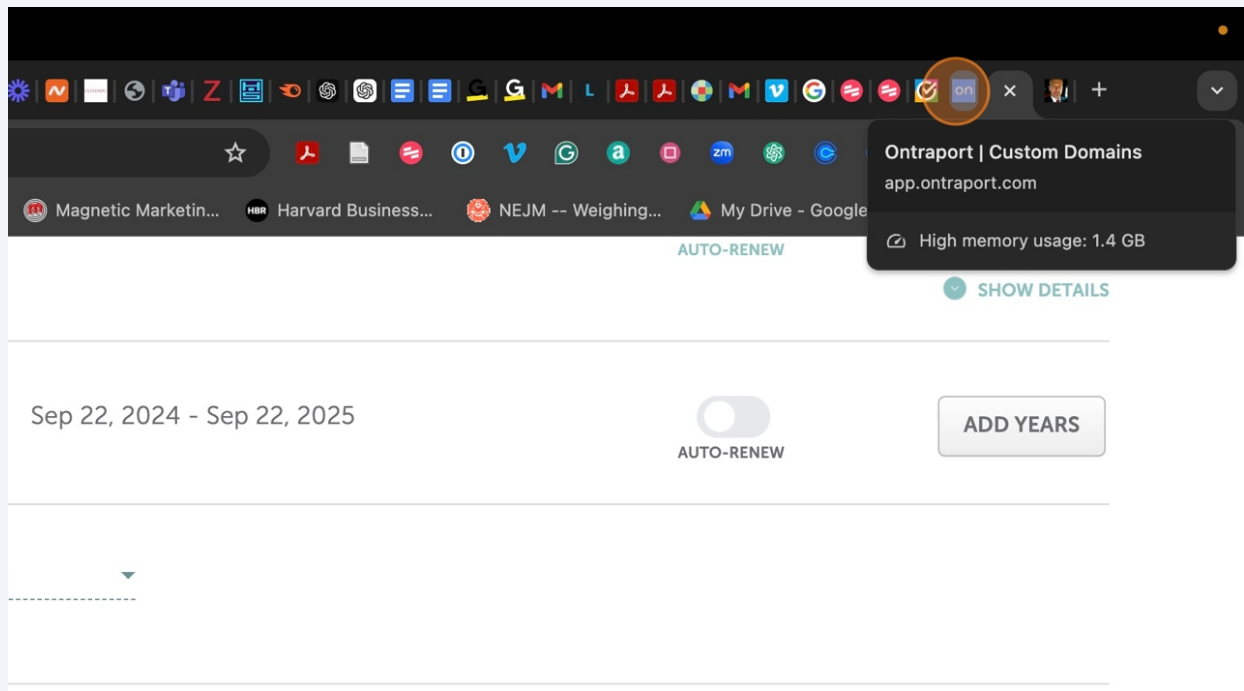 on
Ontraport | Custom Domains
app.ontraport.com
High memory usage: 1.4 GB
zm
Magnetic Marketin...
HBR
Harvard Business...
NEJM -- Weighing...
My Drive - Google
AUTO-RENEW
SHOW DETAILS
Sep 22, 2024 - Sep 22, 2025
AUTO-RENEW
ADD YEARS